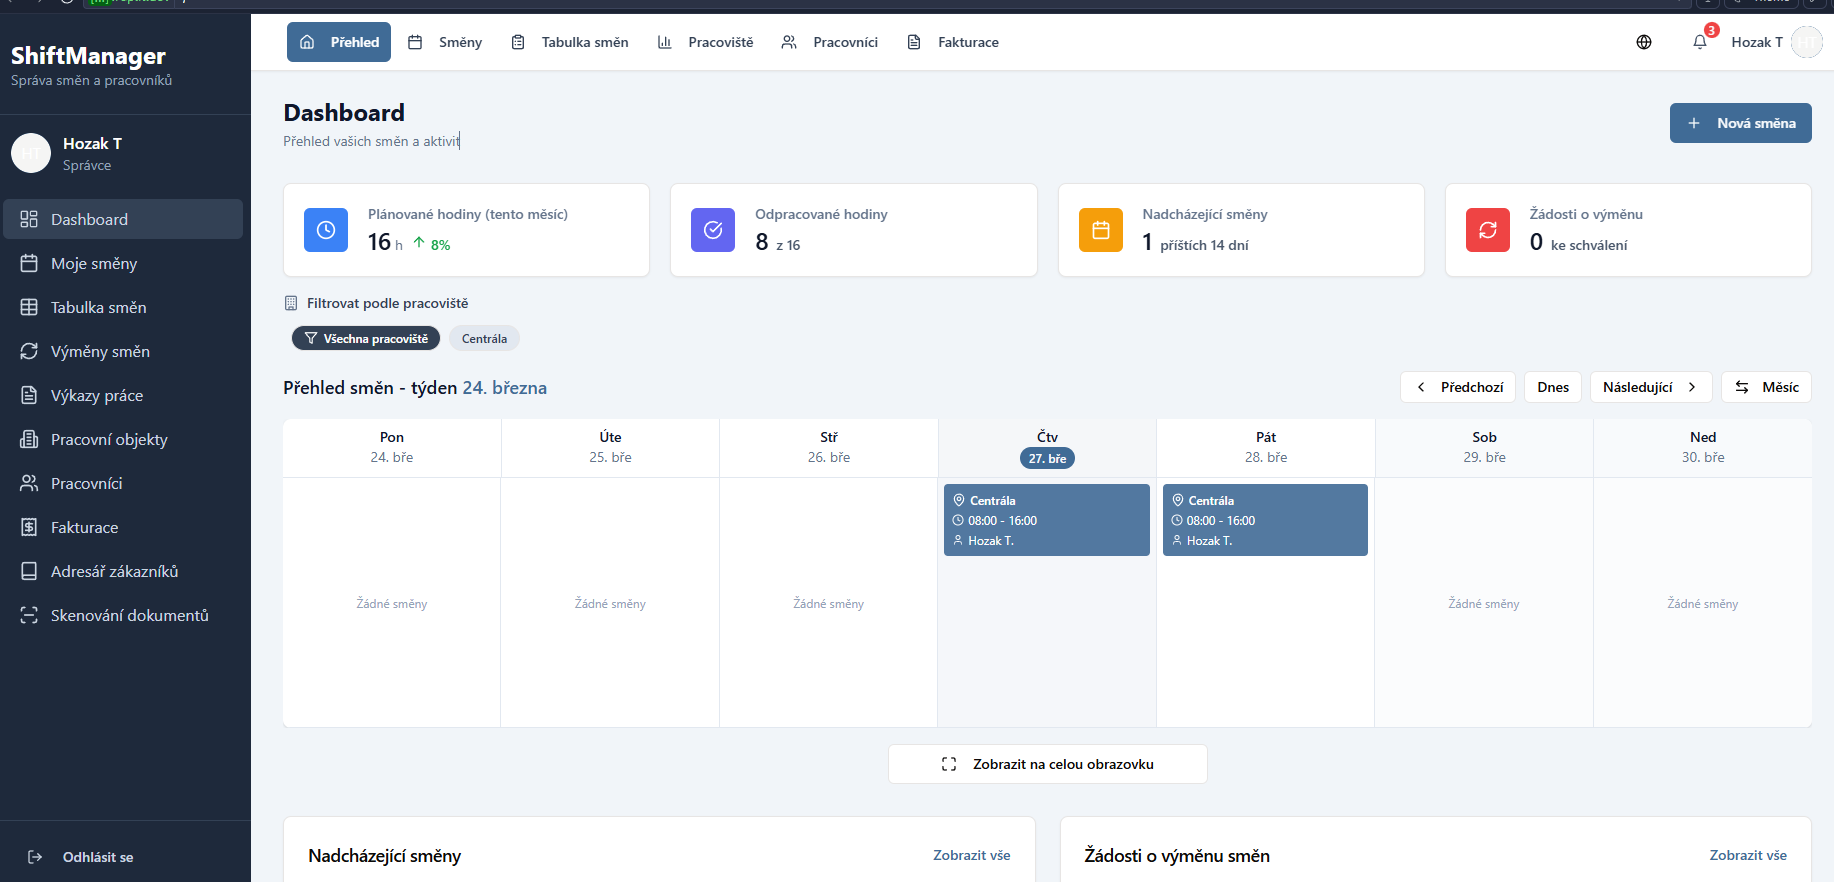 ShiftManager
Správa směn a pracovníků
Hozak T
Správce
Dashboard
Moje směny
Tabulka směn
Výměny směn
Výkazy práce
Pracovní objekty
Pracovníci
Fakturace
Adresář zákazníků
Skenování dokumentů
Odhlásit se
Přehled
Směny
Tabulka směn
Pracoviště
Pracovníci
Fakturace
3
Hozak T
HT
Dashboard
Přehled vašich směn a aktivit
Nová směna
Plánované hodiny (tento měsíc)
16 h 8%
Odpracované hodiny
8 z 16
Nadcházející směny
1 příštích 14 dní
Žádosti o výměnu
0 ke schválení
Filtrovat podle pracoviště
Všechna pracoviště
Centrála
Přehled směn - týden 24. března
Předchozí
Dnes
Následující
Měsíc
Pon
24. bře
Úte
25. bře
Stř
26. bře
Čtv
27. bře
Pát
28. bře
Sob
29. bře
Ned
30. bře
Žádné směny
Žádné směny
Žádné směny
Centrála
08:00 - 16:00
Hozak T.
Centrála
08:00 - 16:00
Hozak T.
Žádné směny
Žádné směny
Zobrazit na celou obrazovku
Nadcházející směny
Zobrazit vše
Žádosti o výměnu směn
Zobrazit vše